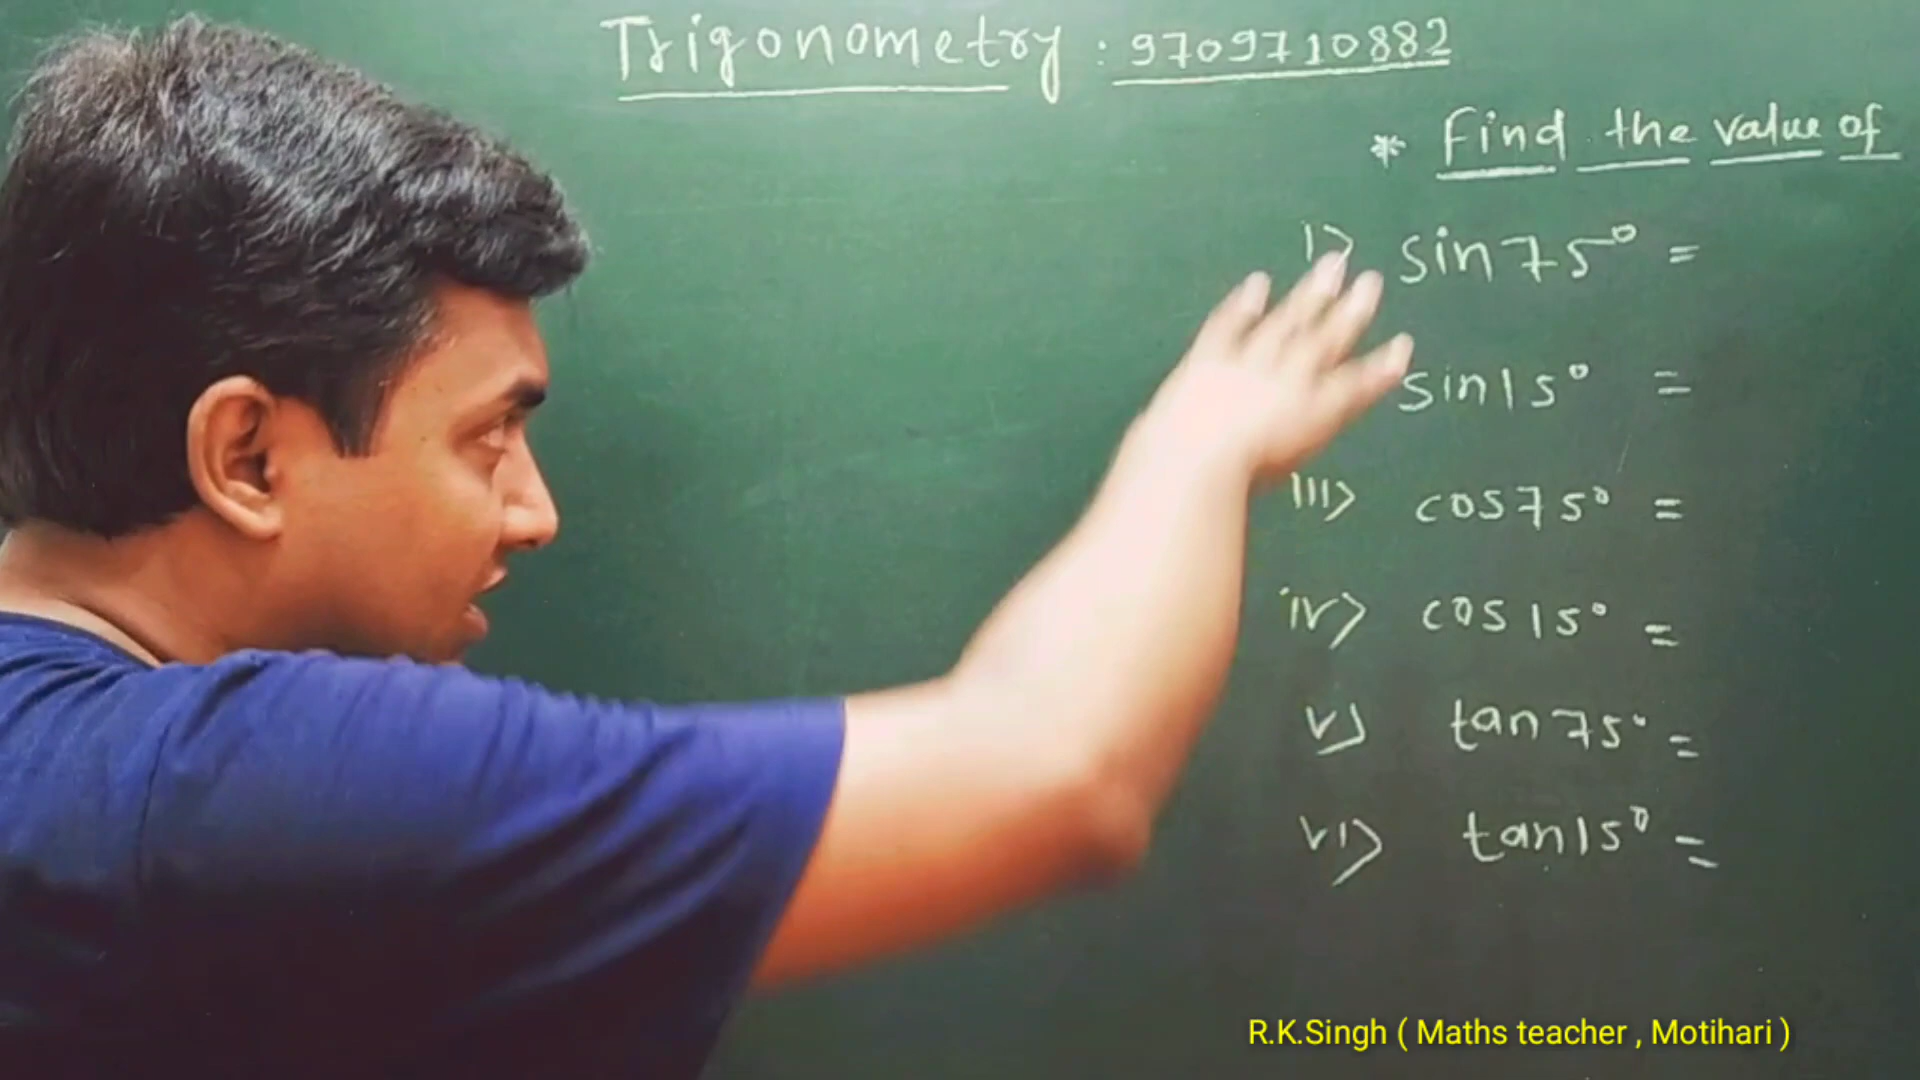 Trigonometry : 9709710882
* Find the value of
i> sin75° =
sin15° =
iii> cos75° =
iv> cos15° =
v> tan75° =
vi> tan15° =
R.K.Singh ( Maths teacher , Motihari )